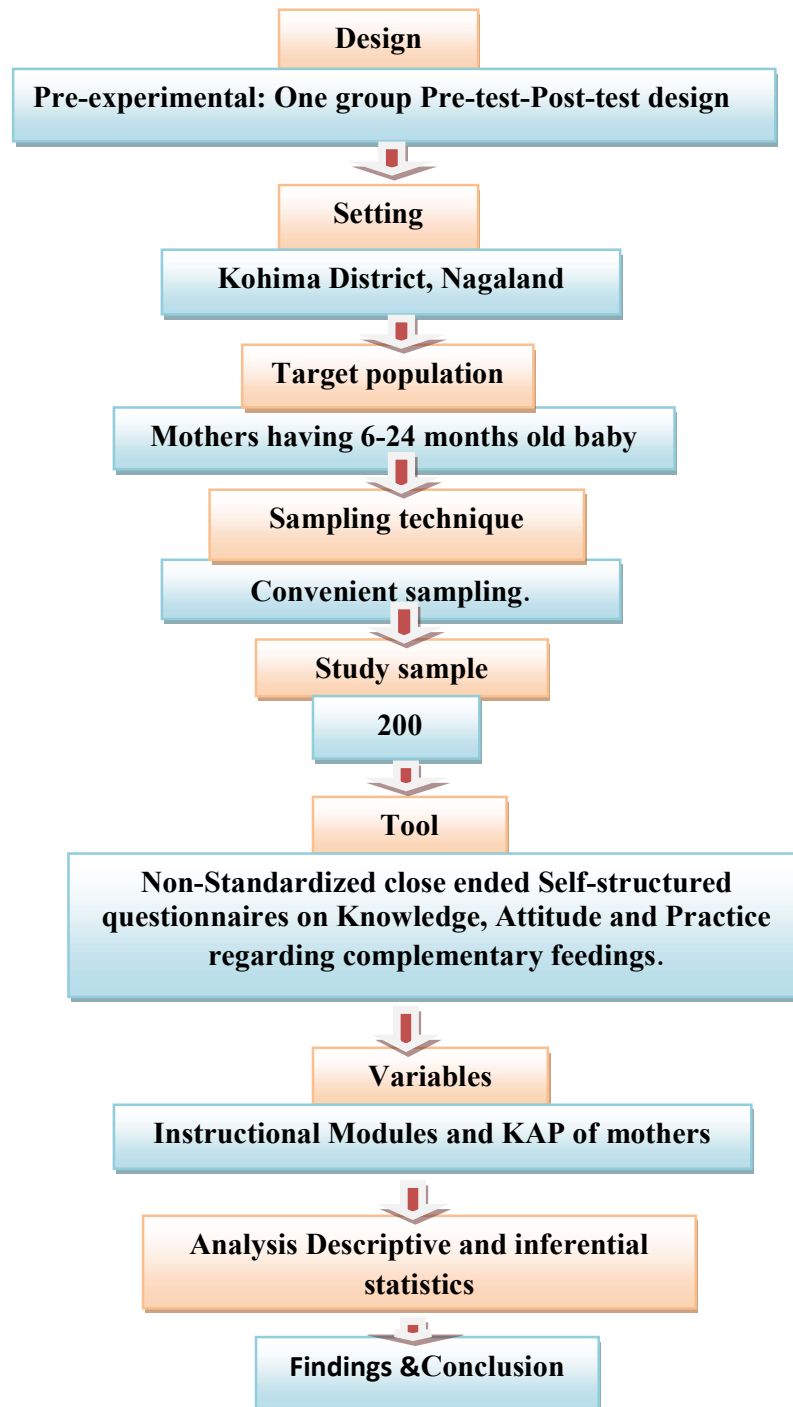 Design
Pre-experimental: One group Pre-test-Post-test design
Setting
Kohima District, Nagaland
Target population
Mothers having 6-24 months old baby
Sampling technique
Convenient sampling.
Study sample
200
Tool
Non-Standardized close ended Self-structured
questionnaires on Knowledge, Attitude and Practice
regarding complementary feedings.
Variables
Instructional Modules and KAP of mothers
Analysis Descriptive and inferential
statistics
Findings &Conclusion